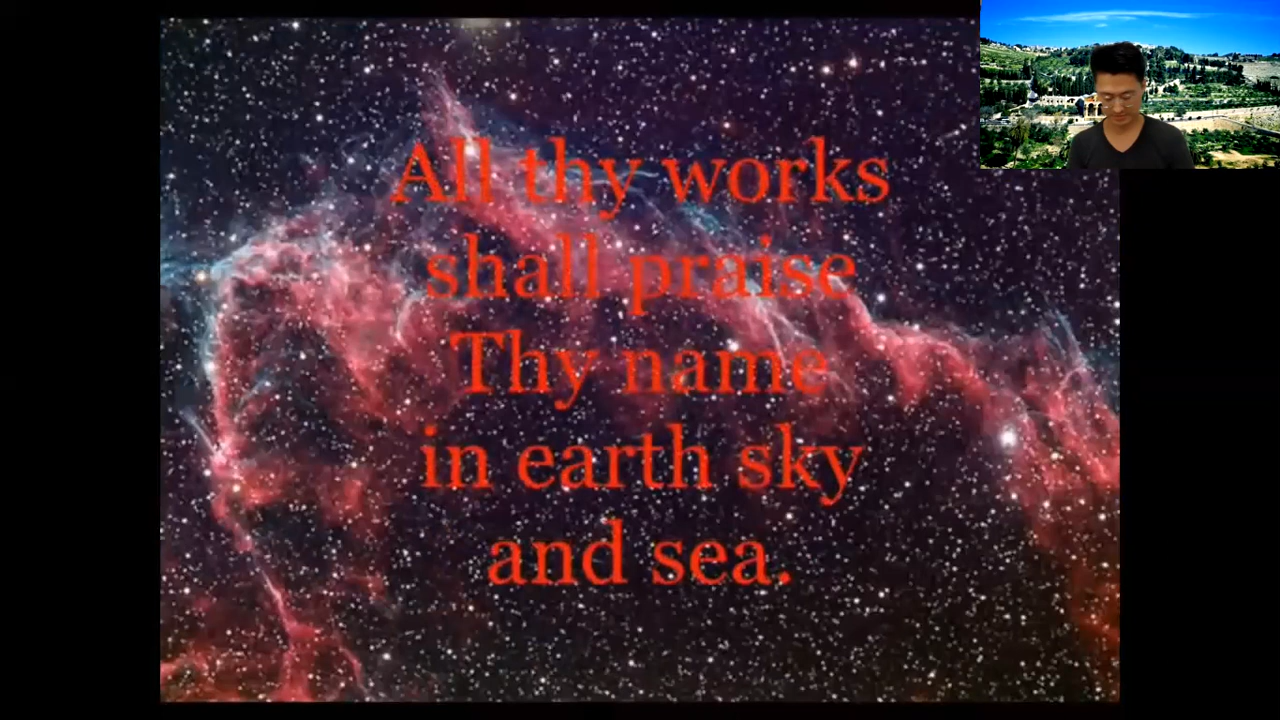 All thy works
shall praise
Thy name
in earth sky
and sea.